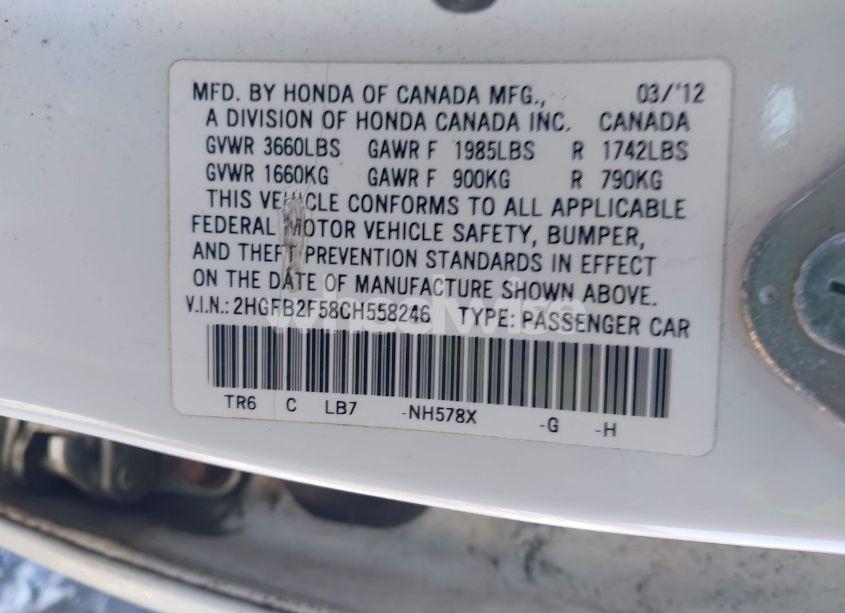 MFD. BY HONDA OF CANADA MFG., 03/'12
A DIVISION OF HONDA CANADA INC. CANADA
GVWR 3660LBS GAWR F 1985LBS R 1742LBS
GVWR 1660KG GAWR F 900KG R 790KG
THIS VEHICLE CONFORMS TO ALL APPLICABLE
FEDERAL MOTOR VEHICLE SAFETY, BUMPER,
AND THEFT PREVENTION STANDARDS IN EFFECT
ON THE DATE OF MANUFACTURE SHOWN ABOVE.
V.I.N.: 2HGFB2F58CH558246 TYPE: PASSENGER CAR
TR6 C LB7 -NH578X -G -H